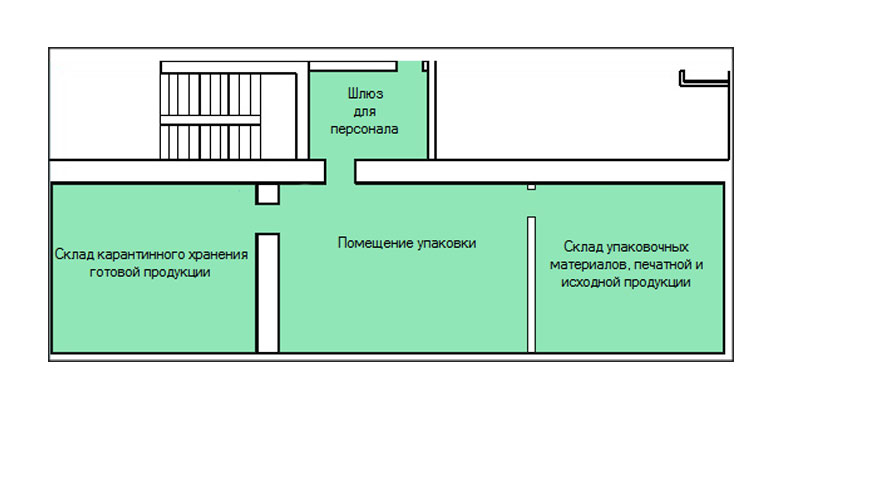 Шлюз
для
персонала
Склад карантинного хранения
готовой продукции
Помещение упаковки
Склад упаковочных
материалов, печатной и
исходной продукции